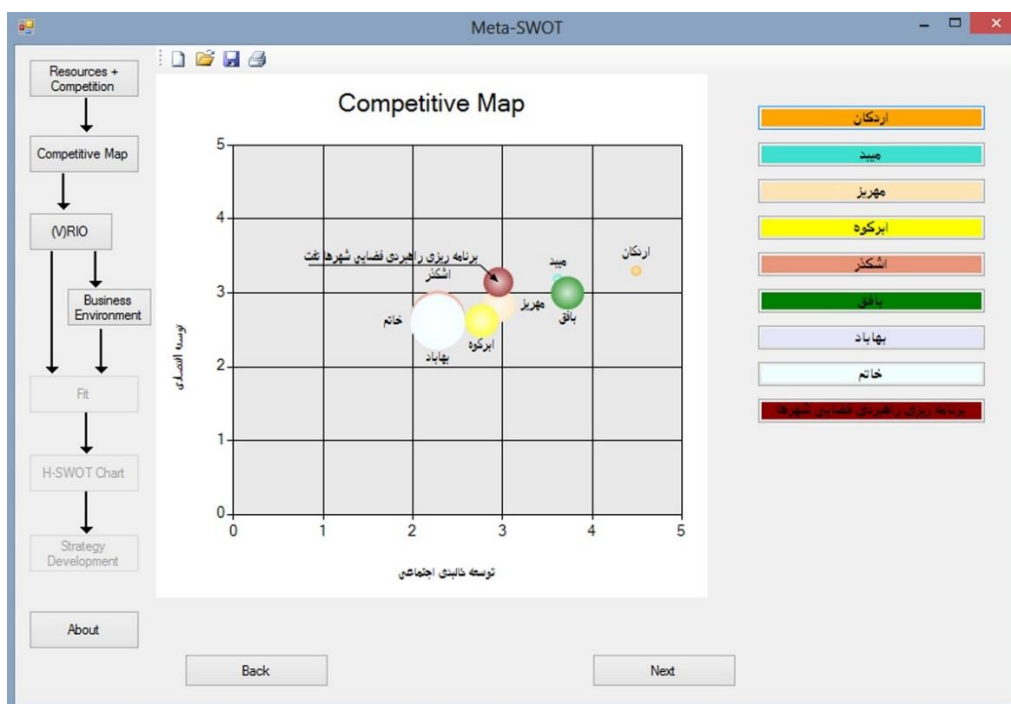 Meta-SWOT
Resources +
Competition
Competitive Map
(V)RIO
Business
Environment
Fit
H-SWOT Chart
Strategy
Development
About
Competitive Map
5
4
3
2
1
0
0 1 2 3 4 5
توسعه اقتصادی
توسعه کالبدی اجتماعی
برنامه ریزی راهبردی فضایی شهرها تفت
اشکذر
خاتم
بهاباد
ابرکوه
مهریز
میبد
بافق
اردکان
اردکان
میبد
مهریز
ابرکوه
اشکذر
بافق
بهاباد
خاتم
برنامه ریزی راهبردی فضایی شهرها
Back
Next